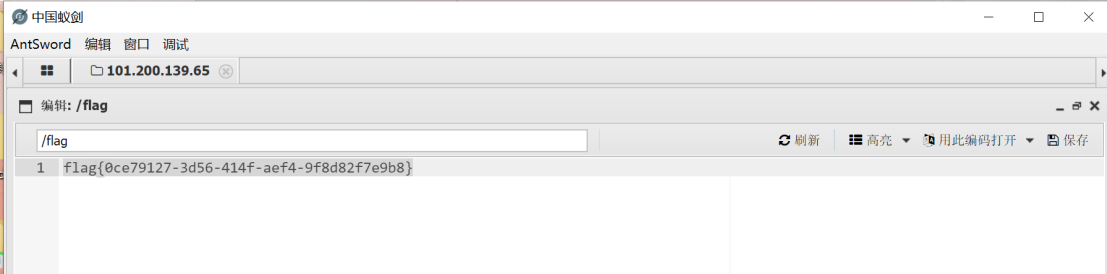 中国蚁剑
AntSword 编辑 窗口 调试
101.200.139.65
编辑: /flag
/flag 刷新 高亮 用此编码打开 保存
1 flag{0ce79127-3d56-414f-aef4-9f8d82f7e9b8}